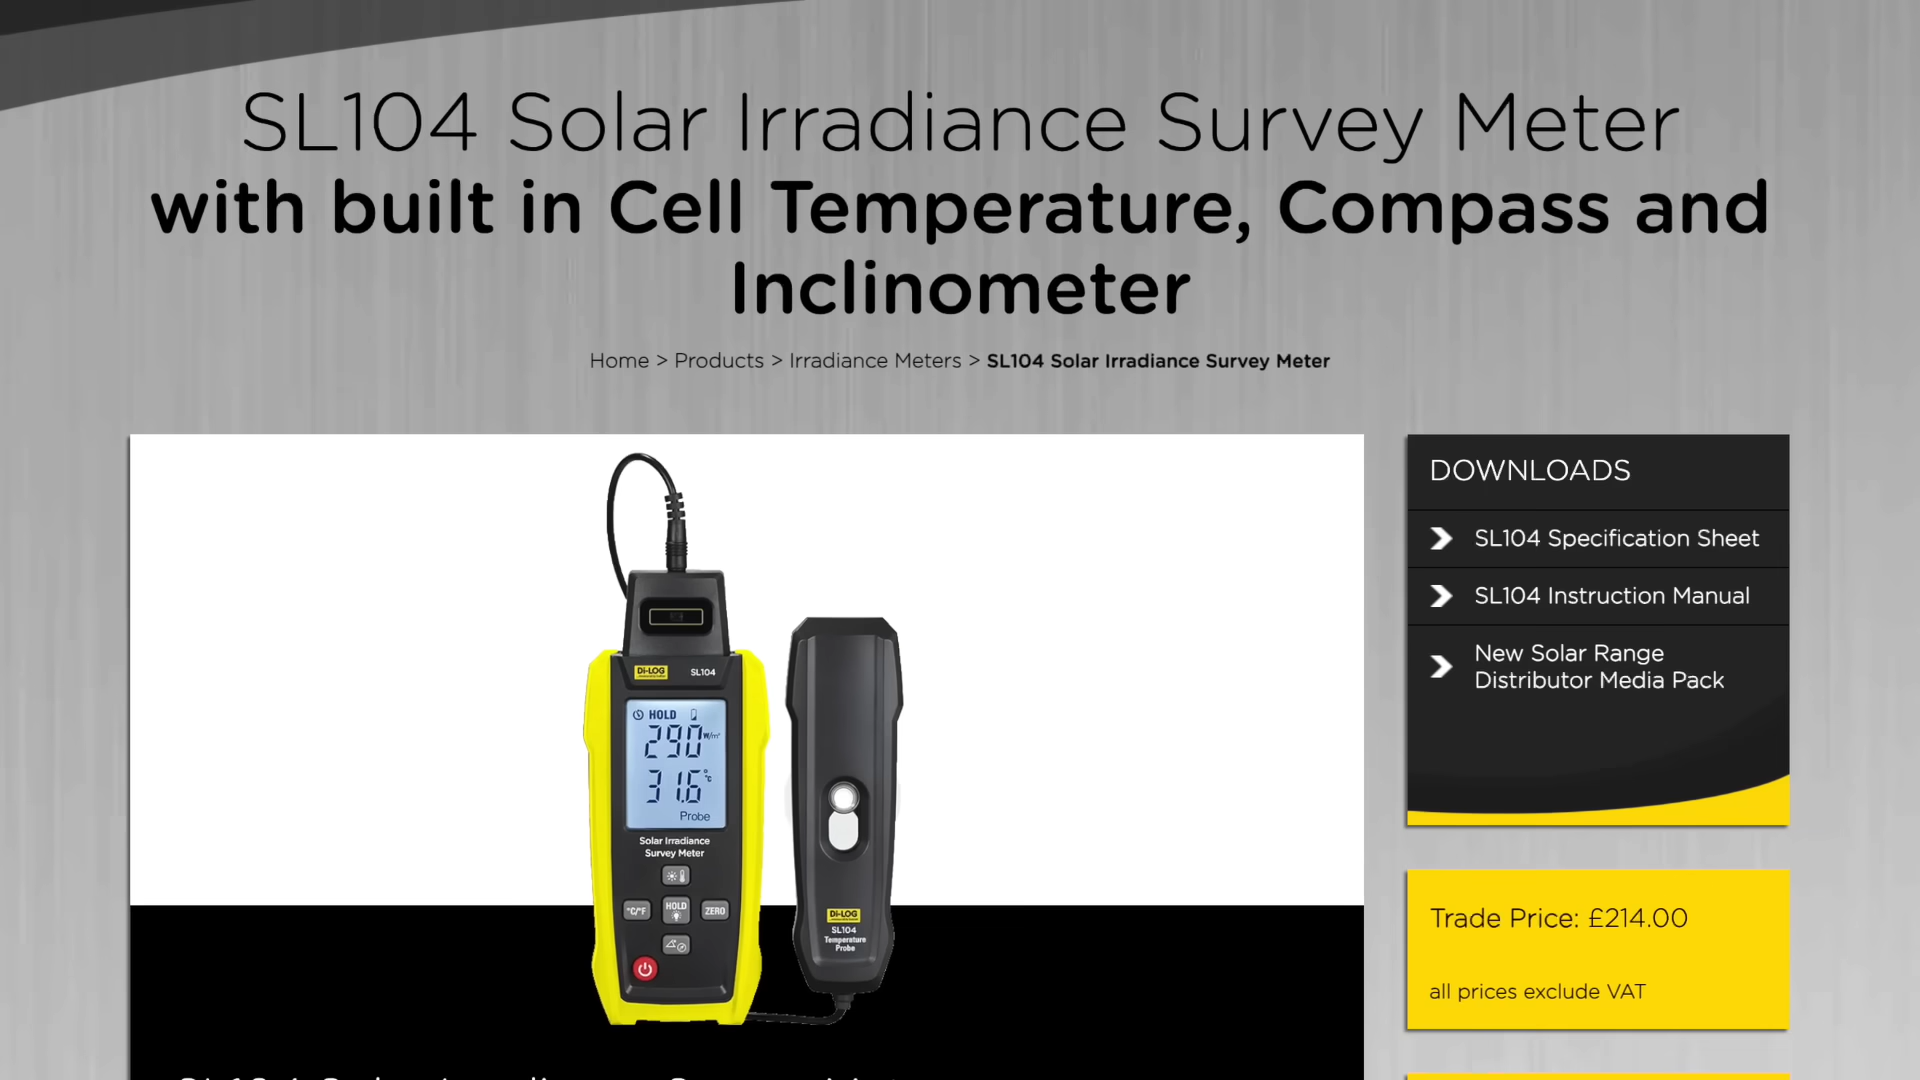 SL104 Solar Irradiance Survey Meter
with built in Cell Temperature, Compass and
Inclinometer
Home > Products > Irradiance Meters > SL104 Solar Irradiance Survey Meter
DOWNLOADS
SL104 Specification Sheet
SL104 Instruction Manual
New Solar Range
Distributor Media Pack
Di-LOG
SL104
HOLD
290 W/m²
31.6 °C
Probe
Solar Irradiance
Survey Meter
°C/°F
HOLD
ZERO
Di-LOG
SL104
Temperature
Probe
Trade Price: £214.00
all prices exclude VAT